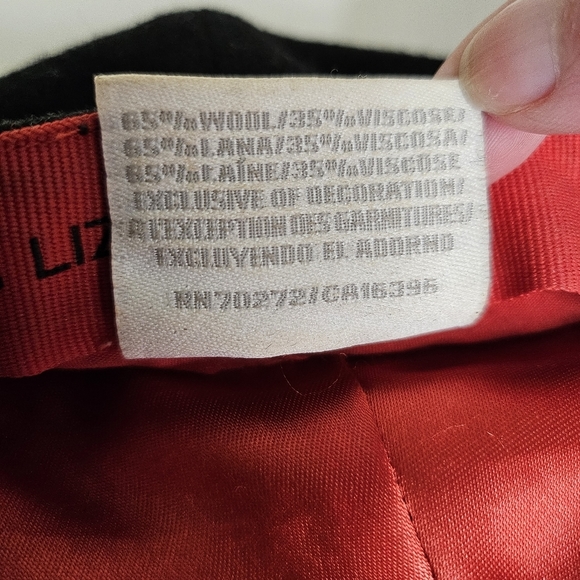 65%WOOL/35%VISCOSE/
65%LANA/35%VISCOSA/
65%LAÍNE/35%VISCOSE
EXCLUSIVE OF DECORATION/
A L'EXCEPTION DES GARNITURES/
EXCLUYENDO EL ADORNO
RN70272/CA16396
LIZ